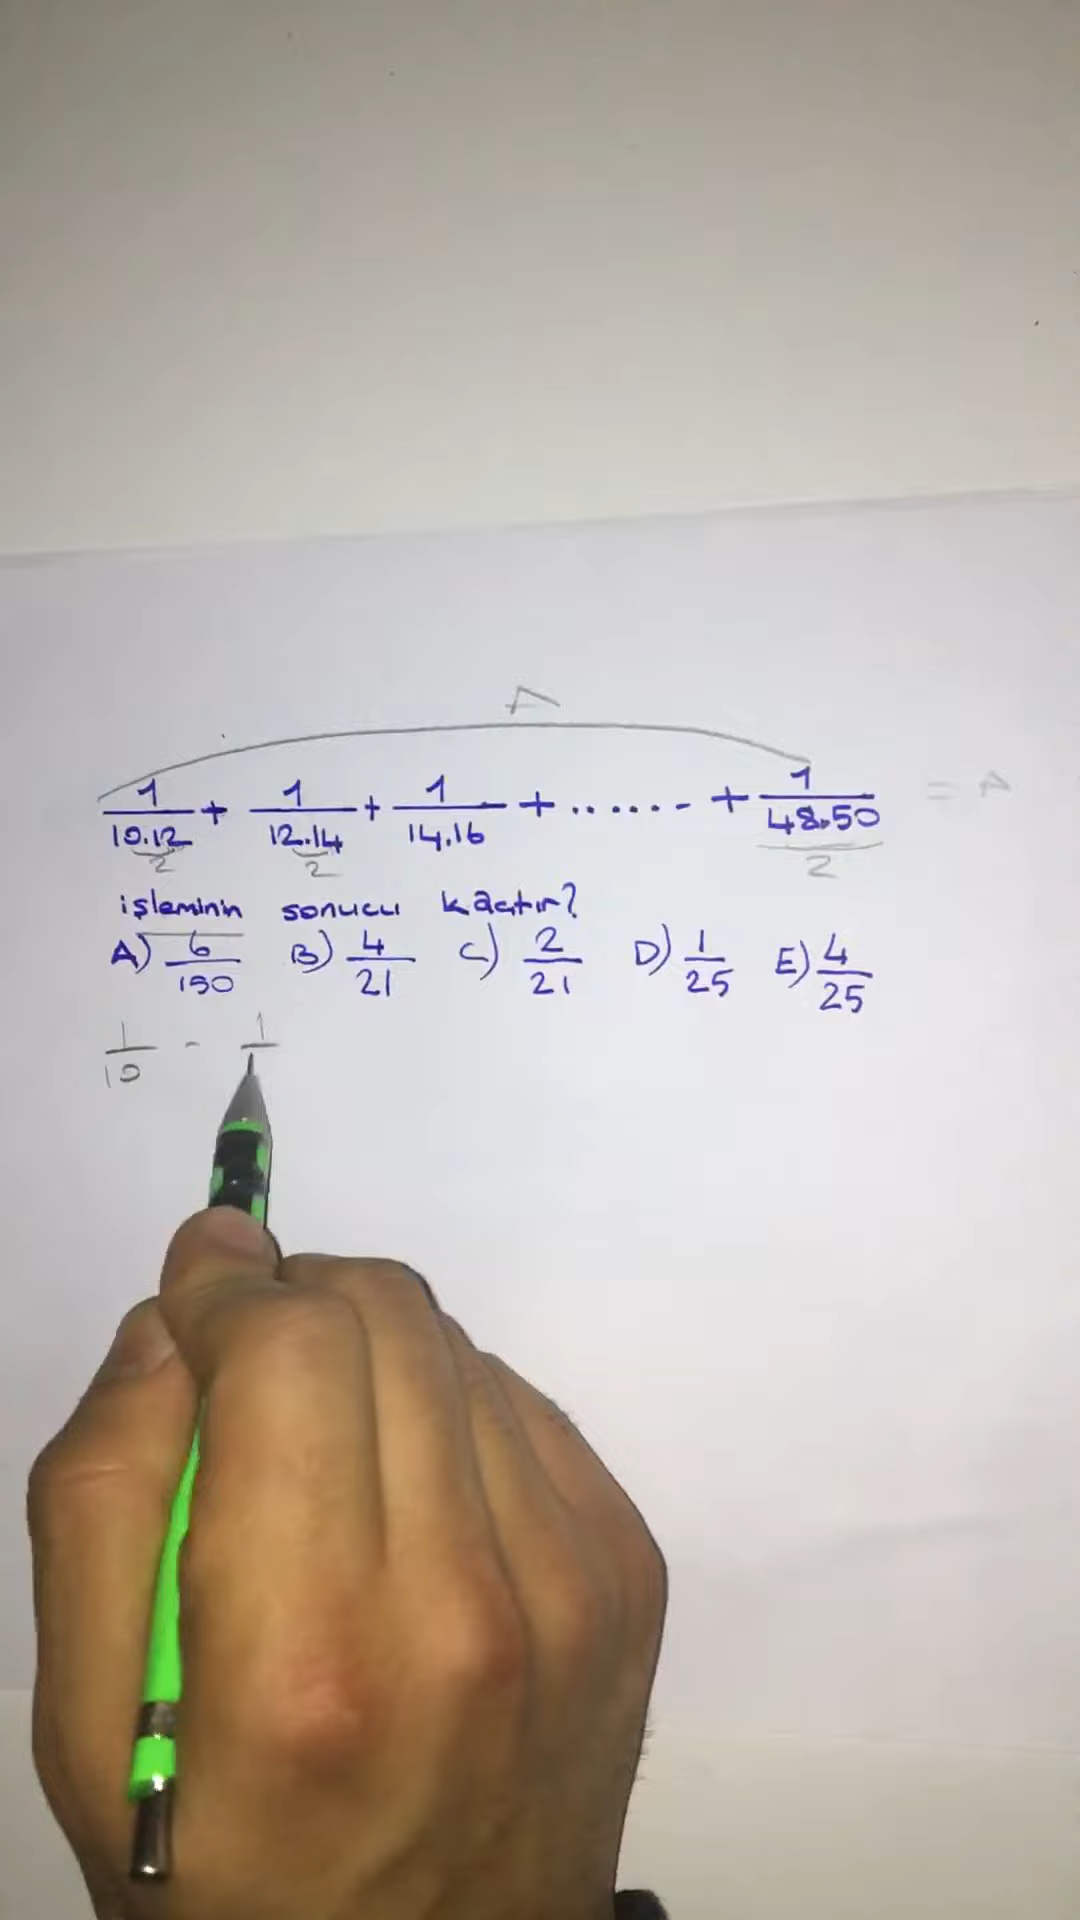 A
1/10.12 + 1/12.14 + 1/14.16 + ....... + 1/48.50 = A
2 2 2
işleminin sonucu kaçtır?
A) 6/150 B) 4/21 C) 2/21 D) 1/25 E) 4/25
1/10 - 1